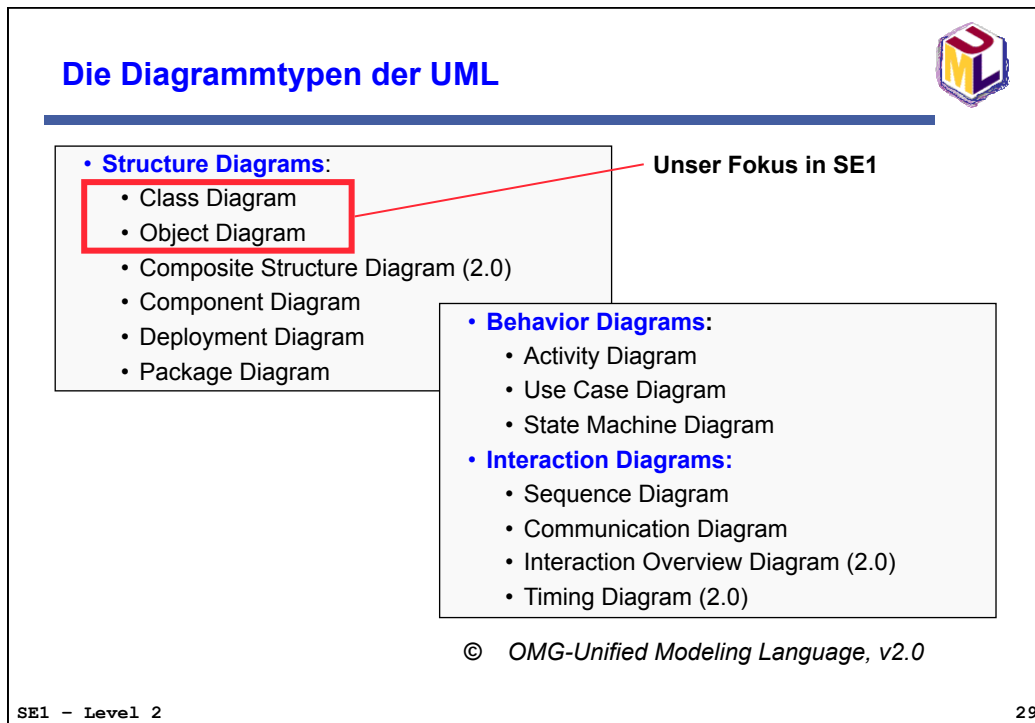 Die Diagrammtypen der UML
UML
• Structure Diagrams:
• Class Diagram
• Object Diagram
• Composite Structure Diagram (2.0)
• Component Diagram
• Deployment Diagram
• Package Diagram
Unser Fokus in SE1
• Behavior Diagrams:
• Activity Diagram
• Use Case Diagram
• State Machine Diagram
• Interaction Diagrams:
• Sequence Diagram
• Communication Diagram
• Interaction Overview Diagram (2.0)
• Timing Diagram (2.0)
© OMG-Unified Modeling Language, v2.0
SE1 – Level 2
29